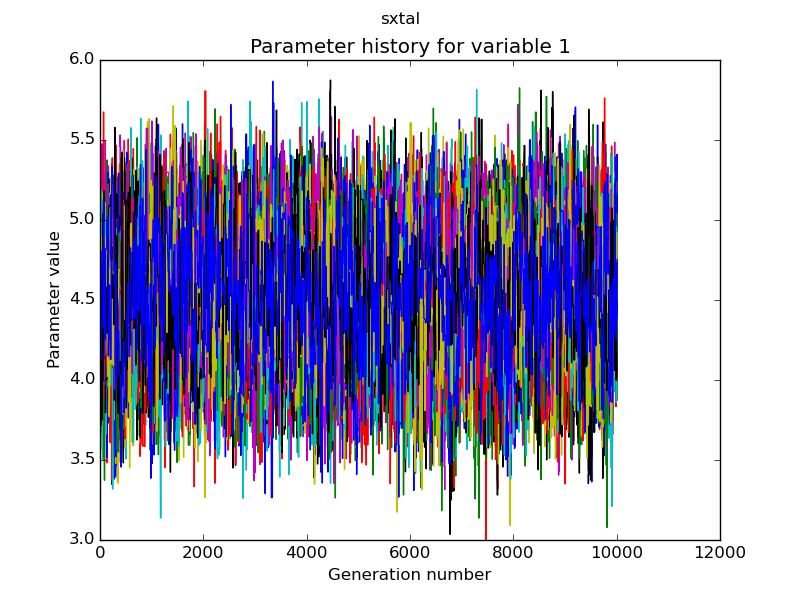 sxtal
Parameter history for variable 1
6.0
5.5
5.0
4.5
4.0
3.5
3.0
Parameter value
0 2000 4000 6000 8000 10000 12000
Generation number